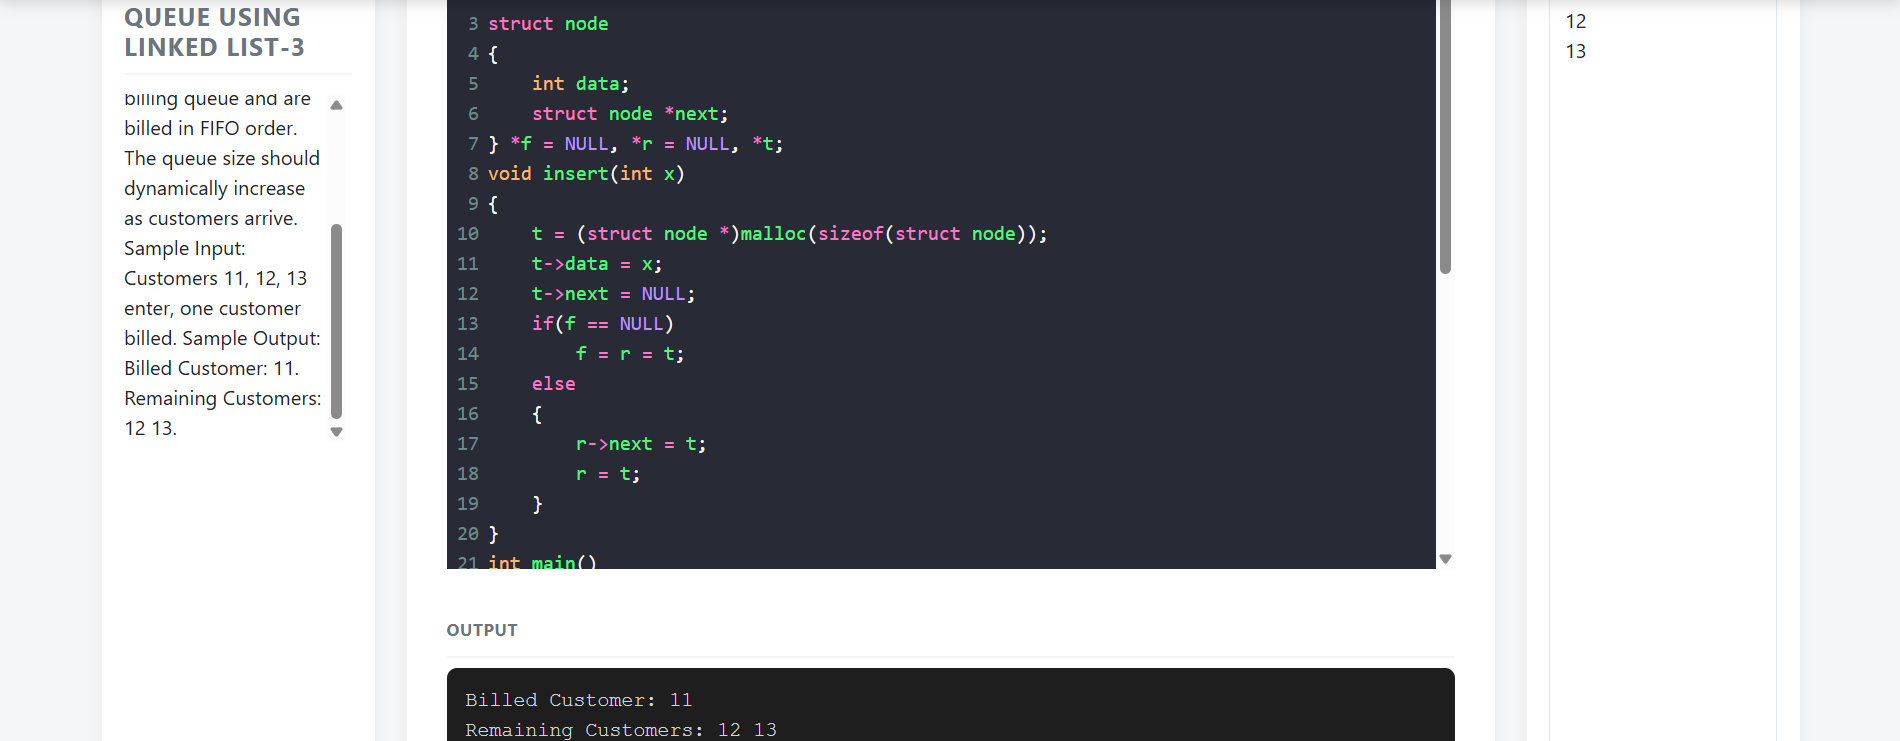 QUEUE USING
LINKED LIST-3
billing queue and are
billed in FIFO order.
The queue size should
dynamically increase
as customers arrive.
Sample Input:
Customers 11, 12, 13
enter, one customer
billed. Sample Output:
Billed Customer: 11.
Remaining Customers:
12 13.
3 struct node
4 {
5     int data;
6     struct node *next;
7 } *f = NULL, *r = NULL, *t;
8 void insert(int x)
9 {
10     t = (struct node *)malloc(sizeof(struct node));
11     t->data = x;
12     t->next = NULL;
13     if(f == NULL)
14         f = r = t;
15     else
16     {
17         r->next = t;
18         r = t;
19     }
20 }
21 int main()
OUTPUT
Billed Customer: 11
Remaining Customers: 12 13
12
13